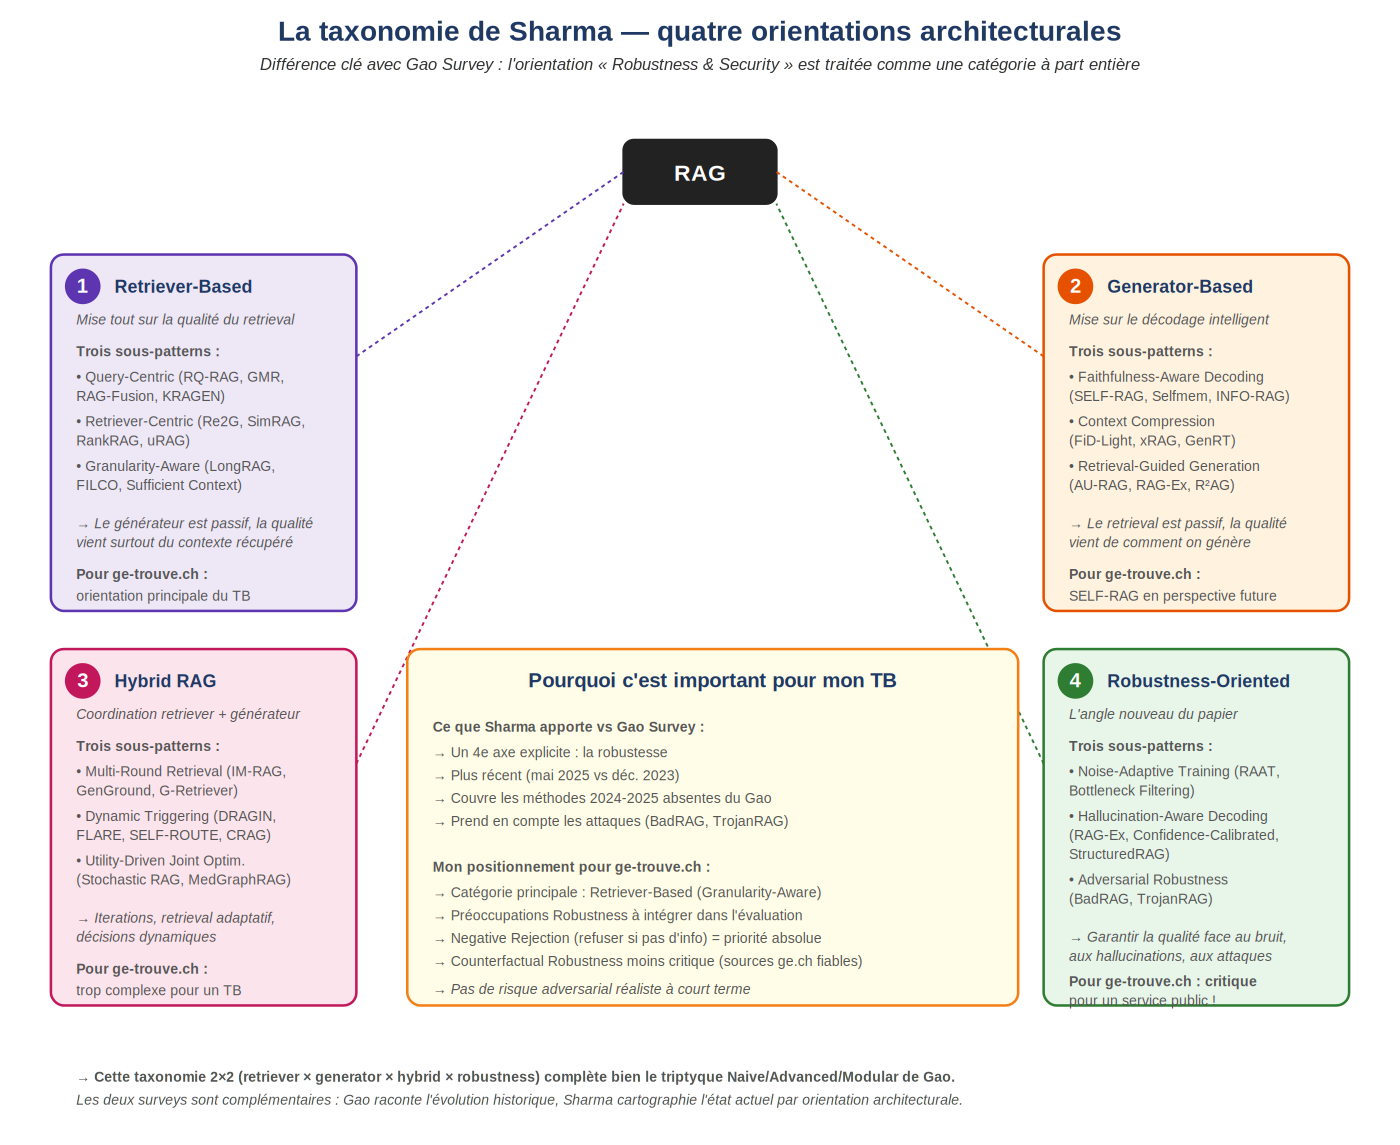 La taxonomie de Sharma — quatre orientations architecturales
Différence clé avec Gao Survey : l'orientation « Robustness & Security » est traitée comme une catégorie à part entière
RAG
1
Retriever-Based
Mise tout sur la qualité du retrieval
Trois sous-patterns :
• Query-Centric (RQ-RAG, GMR,
RAG-Fusion, KRAGEN)
• Retriever-Centric (Re2G, SimRAG,
RankRAG, uRAG)
• Granularity-Aware (LongRAG,
FILCO, Sufficient Context)
→ Le générateur est passif, la qualité
vient surtout du contexte récupéré
Pour ge-trouve.ch :
orientation principale du TB
2
Generator-Based
Mise sur le décodage intelligent
Trois sous-patterns :
• Faithfulness-Aware Decoding
(SELF-RAG, Selfmem, INFO-RAG)
• Context Compression
(FiD-Light, xRAG, GenRT)
• Retrieval-Guided Generation
(AU-RAG, RAG-Ex, R²AG)
→ Le retrieval est passif, la qualité
vient de comment on génère
Pour ge-trouve.ch :
SELF-RAG en perspective future
3
Hybrid RAG
Coordination retriever + générateur
Trois sous-patterns :
• Multi-Round Retrieval (IM-RAG,
GenGround, G-Retriever)
• Dynamic Triggering (DRAGIN,
FLARE, SELF-ROUTE, CRAG)
• Utility-Driven Joint Optim.
(Stochastic RAG, MedGraphRAG)
→ Iterations, retrieval adaptatif,
décisions dynamiques
Pour ge-trouve.ch :
trop complexe pour un TB
Pourquoi c'est important pour mon TB
Ce que Sharma apporte vs Gao Survey :
→ Un 4e axe explicite : la robustesse
→ Plus récent (mai 2025 vs déc. 2023)
→ Couvre les méthodes 2024-2025 absentes du Gao
→ Prend en compte les attaques (BadRAG, TrojanRAG)
Mon positionnement pour ge-trouve.ch :
→ Catégorie principale : Retriever-Based (Granularity-Aware)
→ Préoccupations Robustness à intégrer dans l'évaluation
→ Negative Rejection (refuser si pas d'info) = priorité absolue
→ Counterfactual Robustness moins critique (sources ge.ch fiables)
→ Pas de risque adversarial réaliste à court terme
4
Robustness-Oriented
L'angle nouveau du papier
Trois sous-patterns :
• Noise-Adaptive Training (RAAT,
Bottleneck Filtering)
• Hallucination-Aware Decoding
(RAG-Ex, Confidence-Calibrated,
StructuredRAG)
• Adversarial Robustness
(BadRAG, TrojanRAG)
→ Garantir la qualité face au bruit,
aux hallucinations, aux attaques
Pour ge-trouve.ch : critique
pour un service public !
→ Cette taxonomie 2×2 (retriever × generator × hybrid × robustness) complète bien le triptyque Naive/Advanced/Modular de Gao.
Les deux surveys sont complémentaires : Gao raconte l'évolution historique, Sharma cartographie l'état actuel par orientation architecturale.